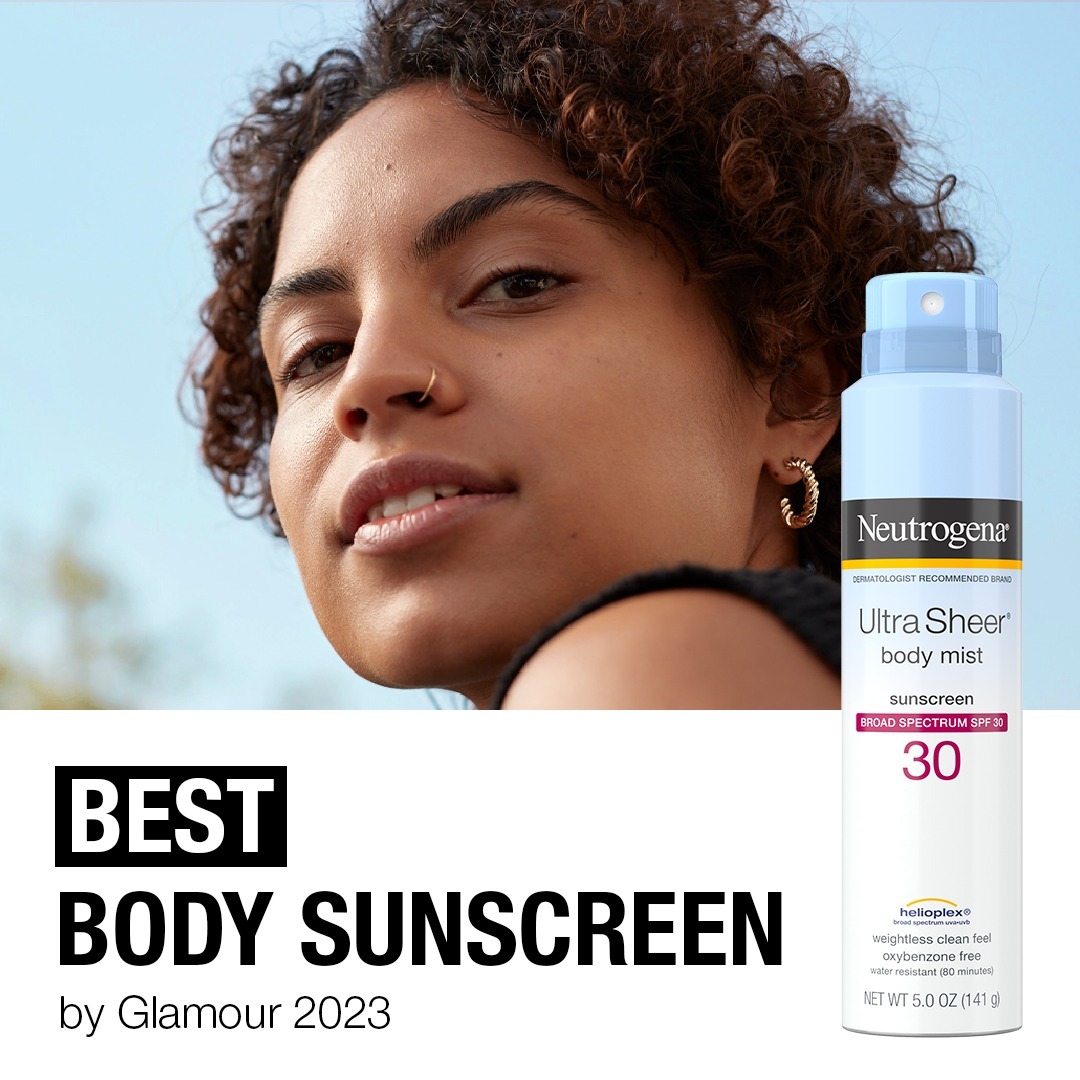 BEST
BODY SUNSCREEN
by Glamour 2023
Neutrogena®
DERMATOLOGIST RECOMMENDED BRAND
Ultra Sheer®
body mist
sunscreen
BROAD SPECTRUM SPF 30
30
helioplex®
broad spectrum uva•uvb
weightless clean feel
oxybenzone free
water resistant (80 minutes)
NET WT 5.0 OZ (141 g)